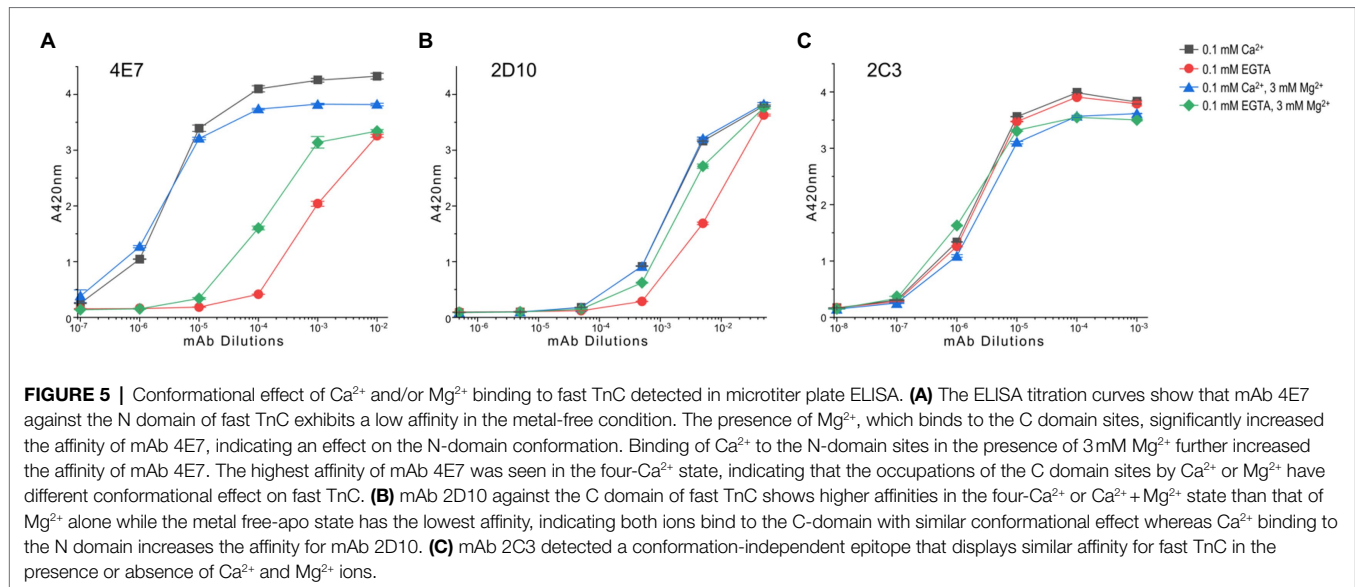 A
B
C
4E7
2D10
2C3
0.1 mM Ca²⁺
0.1 mM EGTA
0.1 mM Ca²⁺, 3 mM Mg²⁺
0.1 mM EGTA, 3 mM Mg²⁺
A420nm
4
3
2
1
0
10⁻⁷ 10⁻⁶ 10⁻⁵ 10⁻⁴ 10⁻³ 10⁻²
mAb Dilutions
A420nm
4
3
2
1
0
10⁻⁶ 10⁻⁵ 10⁻⁴ 10⁻³ 10⁻²
mAb Dilutions
A420nm
4
3
2
1
0
10⁻⁸ 10⁻⁷ 10⁻⁶ 10⁻⁵ 10⁻⁴ 10⁻³
mAb Dilutions
FIGURE 5 | Conformational effect of Ca²⁺ and/or Mg²⁺ binding to fast TnC detected in microtiter plate ELISA. (A) The ELISA titration curves show that mAb 4E7
against the N domain of fast TnC exhibits a low affinity in the metal-free condition. The presence of Mg²⁺, which binds to the C domain sites, significantly increased
the affinity of mAb 4E7, indicating an effect on the N-domain conformation. Binding of Ca²⁺ to the N-domain sites in the presence of 3 mM Mg²⁺ further increased
the affinity of mAb 4E7. The highest affinity of mAb 4E7 was seen in the four-Ca²⁺ state, indicating that the occupations of the C domain sites by Ca²⁺ or Mg²⁺ have
different conformational effect on fast TnC. (B) mAb 2D10 against the C domain of fast TnC shows higher affinities in the four-Ca²⁺ or Ca²⁺ + Mg²⁺ state than that of
Mg²⁺ alone while the metal free-apo state has the lowest affinity, indicating both ions bind to the C-domain with similar conformational effect whereas Ca²⁺ binding to
the N domain increases the affinity for mAb 2D10. (C) mAb 2C3 detected a conformation-independent epitope that displays similar affinity for fast TnC in the
presence or absence of Ca²⁺ and Mg²⁺ ions.